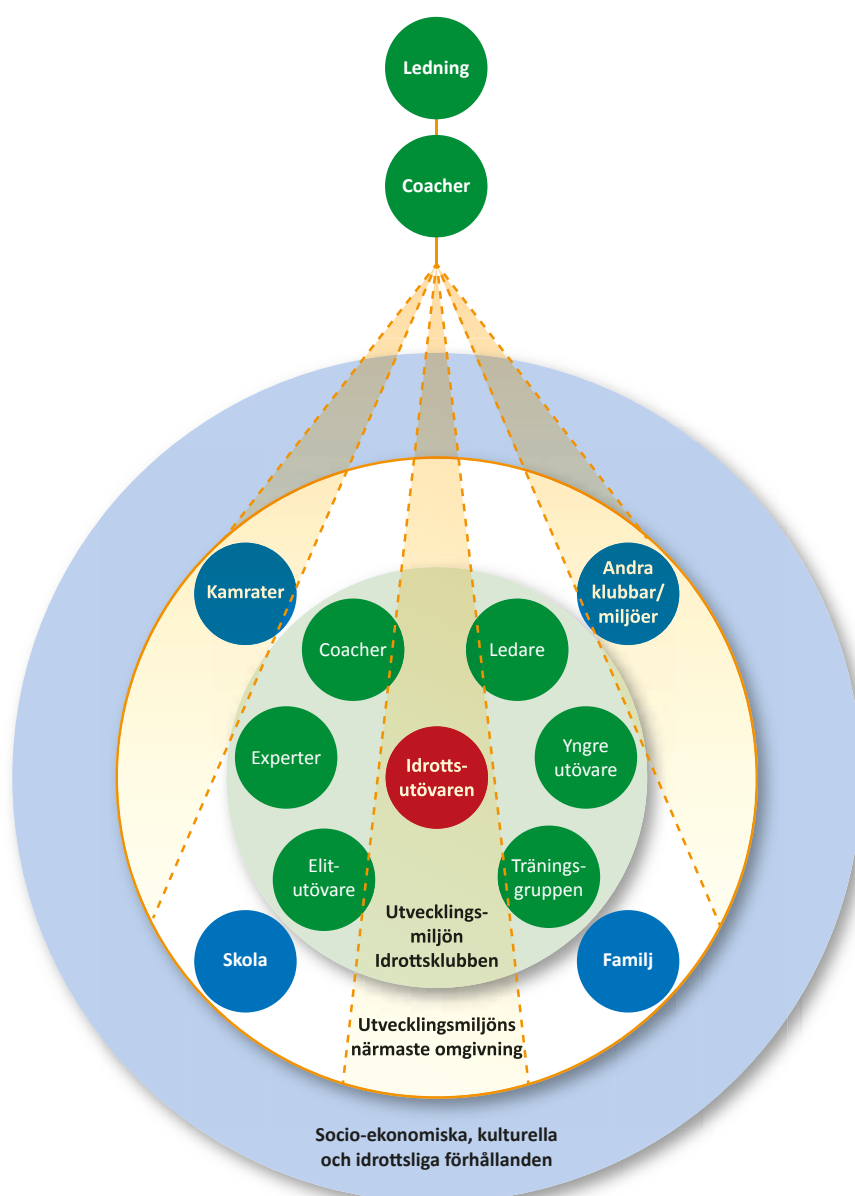 Ledning
Coacher
Kamrater
Andra
klubbar/
miljöer
Coacher
Ledare
Experter
Idrotts-
utövaren
Yngre
utövare
Elit-
utövare
Tränings-
gruppen
Utvecklings-
miljön
Idrottsklubben
Skola
Familj
Utvecklingsmiljöns
närmaste omgivning
Socio-ekonomiska, kulturella
och idrottsliga förhållanden